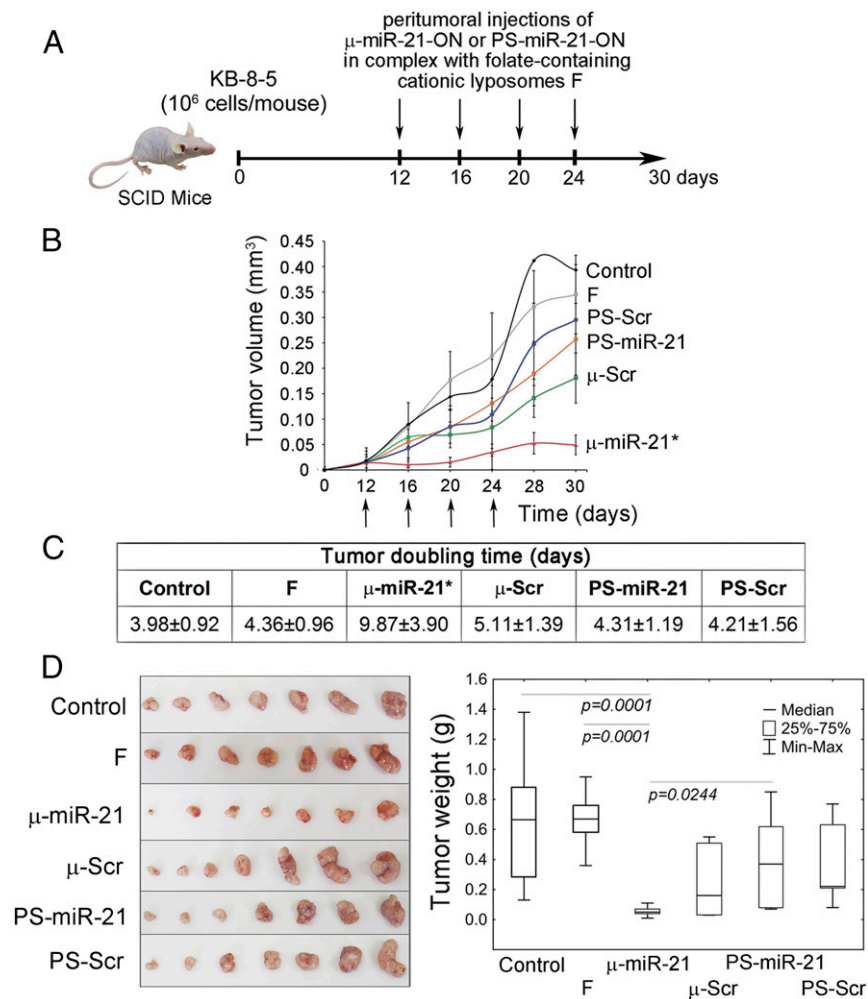 A
peritumoral injections of
μ-miR-21-ON or PS-miR-21-ON
in complex with folate-containing
cationic lyposomes F
KB-8-5
(10⁶ cells/mouse)
SCID Mice
0
12
16
20
24
30 days
B
Tumor volume (mm³)
0.45
0.40
0.35
0.30
0.25
0.20
0.15
0.10
0.05
0
Control
F
PS-Scr
PS-miR-21
μ-Scr
μ-miR-21*
0 12 16 20 24 28 30
Time (days)
C
Tumor doubling time (days)
Control F μ-miR-21* μ-Scr PS-miR-21 PS-Scr
3.98±0.92 4.36±0.96 9.87±3.90 5.11±1.39 4.31±1.19 4.21±1.56
D
Control
F
μ-miR-21
μ-Scr
PS-miR-21
PS-Scr
Tumor weight (g)
1.6
1.4
1.2
1.0
0.8
0.6
0.4
0.2
0.0
p=0.0001
p=0.0001
p=0.0244
Median
25%-75%
Min-Max
Control μ-miR-21 PS-miR-21
F μ-Scr PS-Scr